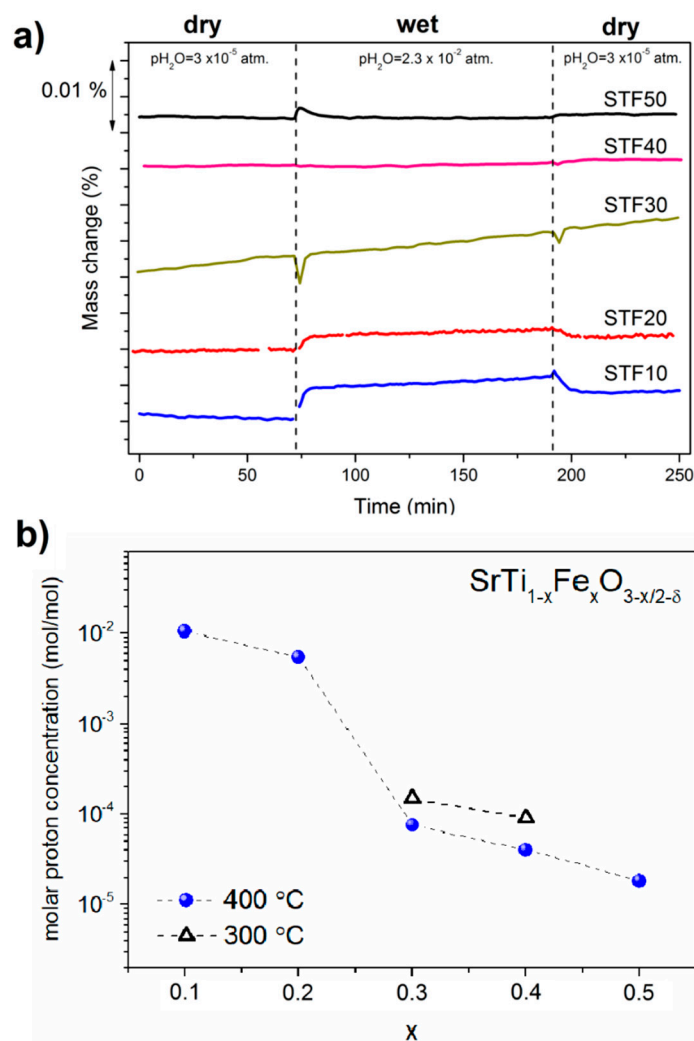 a)
dry wet dry
pH₂O=3 x10⁻⁵ atm. pH₂O=2.3 x10⁻² atm. pH₂O=3 x10⁻⁵ atm.
0.01 %
STF50
STF40
STF30
STF20
STF10
Mass change (%)
0 50 100 150 200 250
Time (min)
b)
SrTi₁₋ₓFeₓO₃₋ₓ/₂₋δ
molar proton concentration (mol/mol)
10⁻²
10⁻³
10⁻⁴
10⁻⁵
400 °C
300 °C
0.1 0.2 0.3 0.4 0.5
X